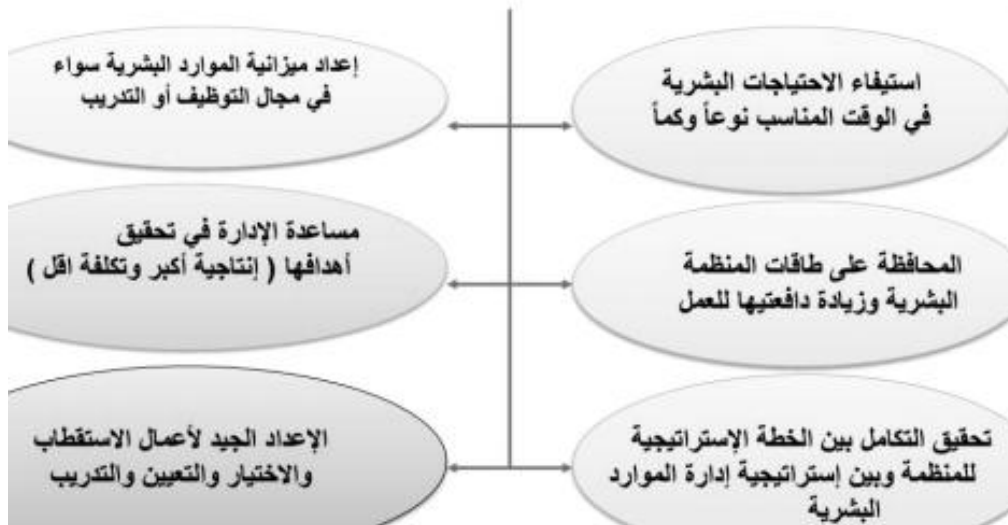 استيفاء الاحتياجات البشرية
في الوقت المناسب نوعاً وكماً
إعداد ميزانية الموارد البشرية سواء
في مجال التوظيف أو التدريب
المحافظة على طاقات المنظمة
البشرية وزيادة دافعتيها للعمل
مساعدة الإدارة في تحقيق
أهدافها ( إنتاجية أكبر وتكلفة اقل )
تحقيق التكامل بين الخطة الإستراتيجية
للمنظمة وبين إستراتيجية إدارة الموارد
البشرية
الإعداد الجيد لأعمال الاستقطاب
والاختيار والتعيين والتدريب